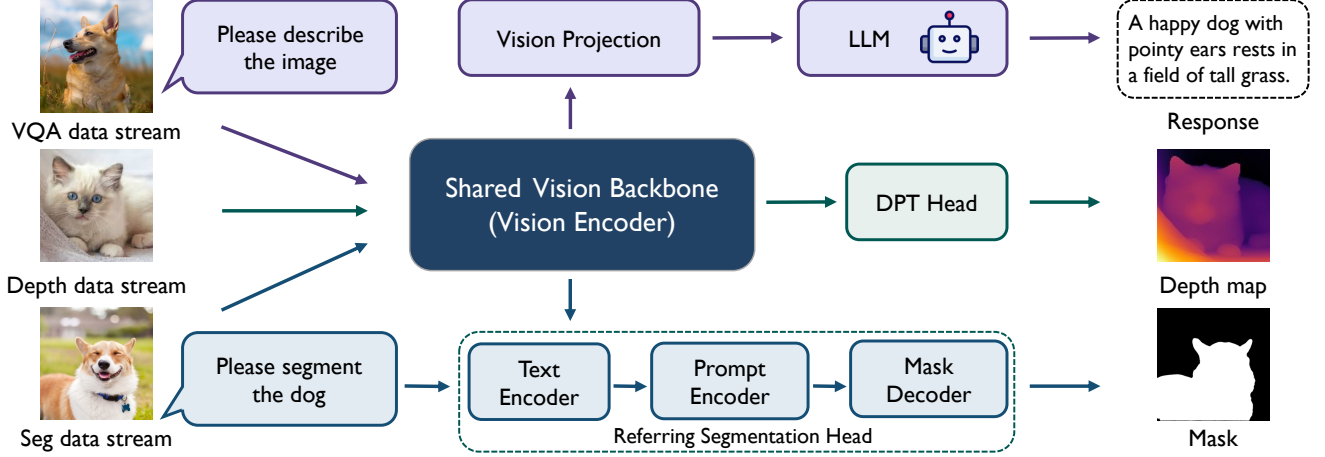 Please describe
the image
VQA data stream
Vision Projection
LLM
A happy dog with
pointy ears rests in
a field of tall grass.
Response
Depth data stream
Shared Vision Backbone
(Vision Encoder)
DPT Head
Depth map
Please segment
the dog
Seg data stream
Text
Encoder
Prompt
Encoder
Mask
Decoder
Referring Segmentation Head
Mask